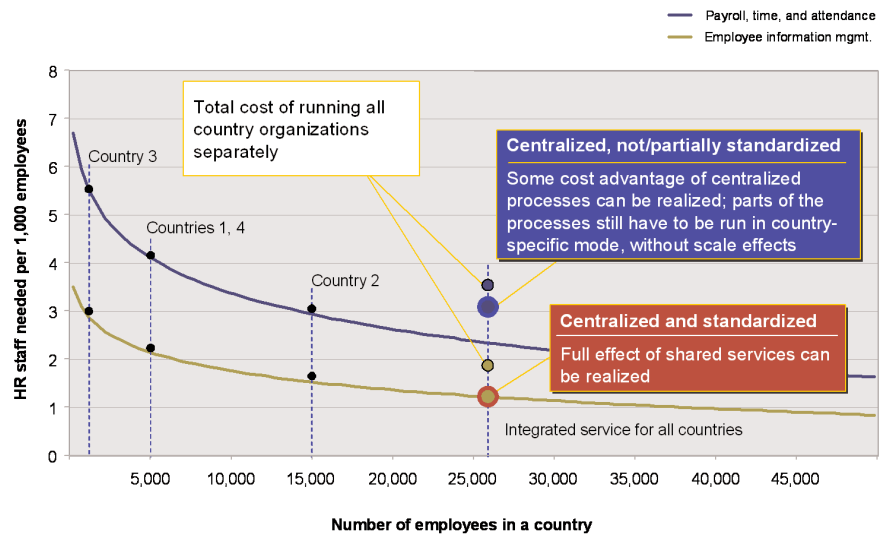 Payroll, time, and attendance
Employee information mgmt.
HR staff needed per 1,000 employees
8
7
6
5
4
3
2
1
0
Total cost of running all
country organizations
separately
Centralized, not/partially standardized
Some cost advantage of centralized
processes can be realized; parts of the
processes still have to be run in country-
specific mode, without scale effects
Country 3
Countries 1, 4
Country 2
Centralized and standardized
Full effect of shared services can
be realized
Integrated service for all countries
5,000
10,000
15,000
20,000
25,000
30,000
35,000
40,000
45,000
Number of employees in a country